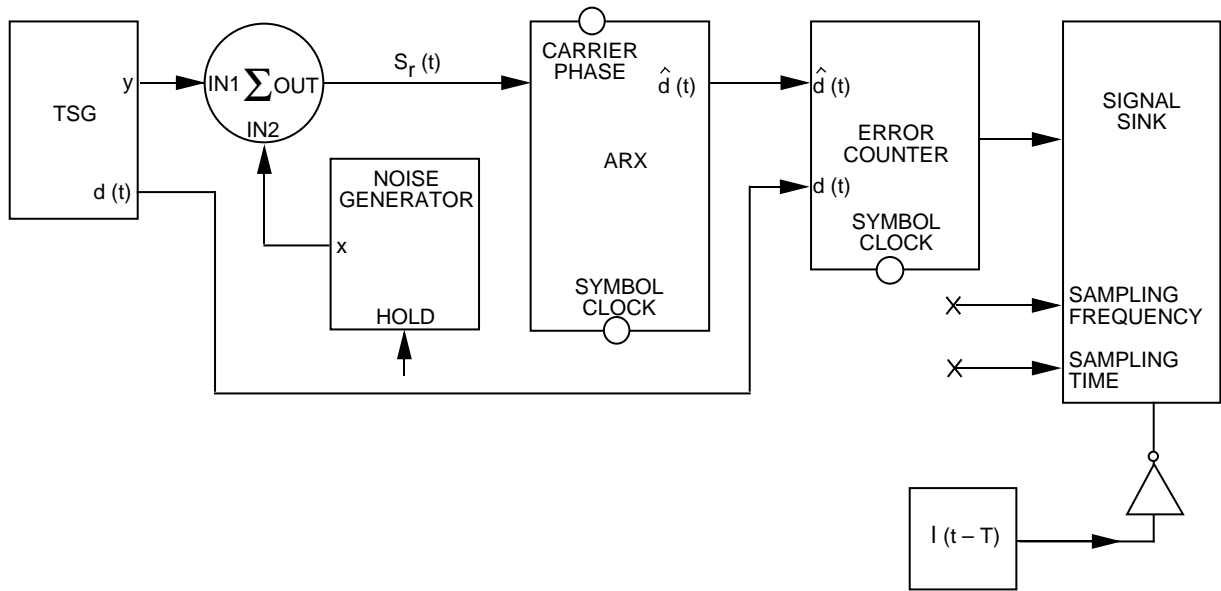 TSG
y
d (t)
IN1 Σ OUT
IN2
S_r (t)
NOISE
GENERATOR
x
HOLD
CARRIER
PHASE
d̂ (t)
ARX
SYMBOL
CLOCK
d̂ (t)
ERROR
COUNTER
d (t)
SYMBOL
CLOCK
SIGNAL
SINK
SAMPLING
FREQUENCY
SAMPLING
TIME
I (t – T)